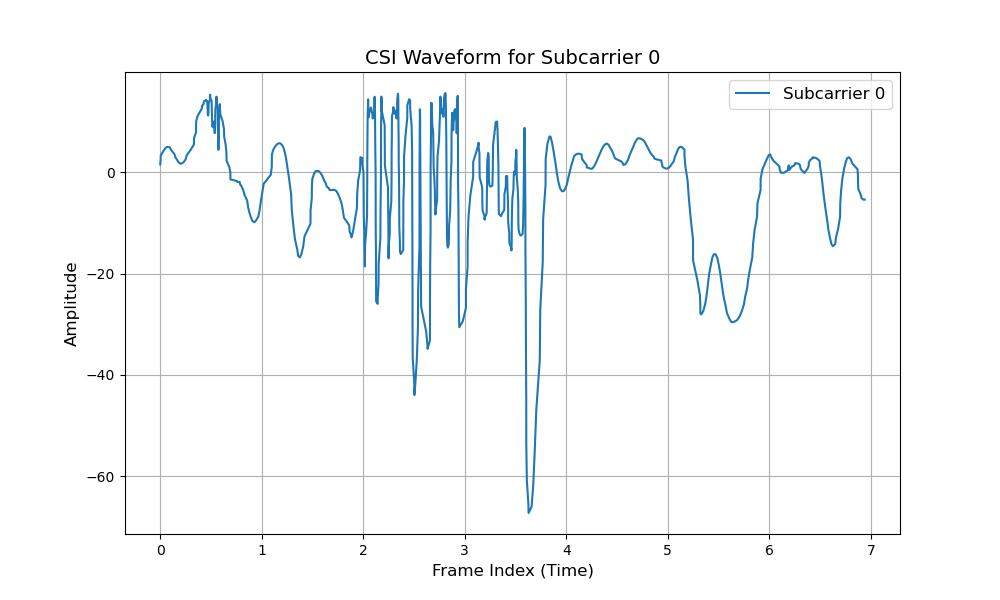 CSI Waveform for Subcarrier 0
Subcarrier 0
Amplitude
0
−20
−40
−60
0 1 2 3 4 5 6 7
Frame Index (Time)